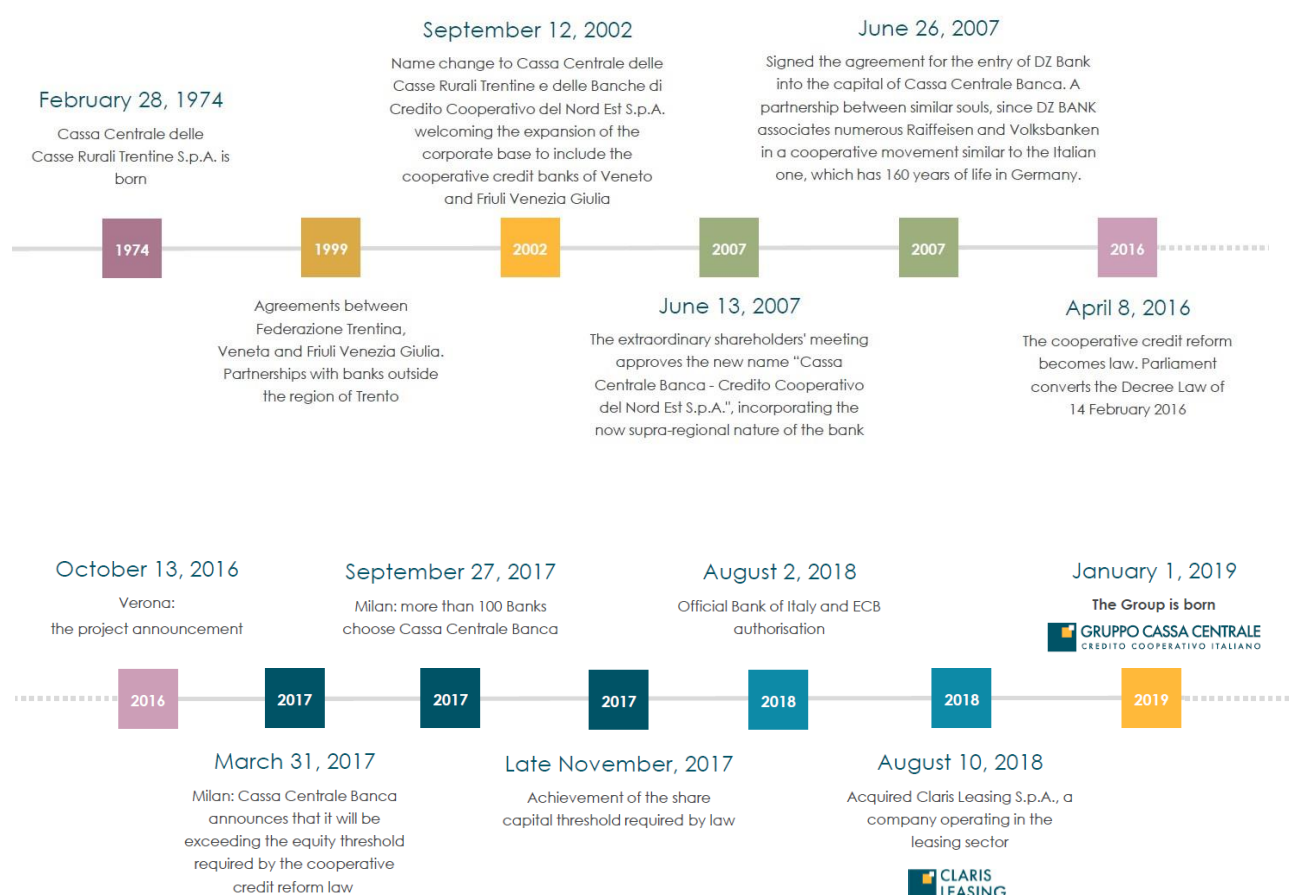 February 28, 1974
Cassa Centrale delle
Casse Rurali Trentine S.p.A. is
born
September 12, 2002
Name change to Cassa Centrale delle
Casse Rurali Trentine e delle Banche di
Credito Cooperativo del Nord Est S.p.A.
welcoming the expansion of the
corporate base to include the
cooperative credit banks of Veneto
and Friuli Venezia Giulia
June 26, 2007
Signed the agreement for the entry of DZ Bank
into the capital of Cassa Centrale Banca. A
partnership between similar souls, since DZ BANK
associates numerous Raiffeisen and Volksbanken
in a cooperative movement similar to the Italian
one, which has 160 years of life in Germany.
1974
1999
2002
2007
2007
2016
Agreements between
Federazione Trentina,
Veneta and Friuli Venezia Giulia.
Partnerships with banks outside
the region of Trento
June 13, 2007
The extraordinary shareholders' meeting
approves the new name "Cassa
Centrale Banca - Credito Cooperativo
del Nord Est S.p.A.", incorporating the
now supra-regional nature of the bank
April 8, 2016
The cooperative credit reform
becomes law. Parliament
converts the Decree Law of
14 February 2016
October 13, 2016
Verona:
the project announcement
September 27, 2017
Milan: more than 100 Banks
choose Cassa Centrale Banca
August 2, 2018
Official Bank of Italy and ECB
authorisation
January 1, 2019
The Group is born
GRUPPO CASSA CENTRALE
CREDITO COOPERATIVO ITALIANO
2016
2017
2017
2017
2018
2018
2019
March 31, 2017
Milan: Cassa Centrale Banca
announces that it will be
exceeding the equity threshold
required by the cooperative
credit reform law
Late November, 2017
Achievement of the share
capital threshold required by law
August 10, 2018
Acquired Claris Leasing S.p.A., a
company operating in the
leasing sector
CLARIS
LEASING